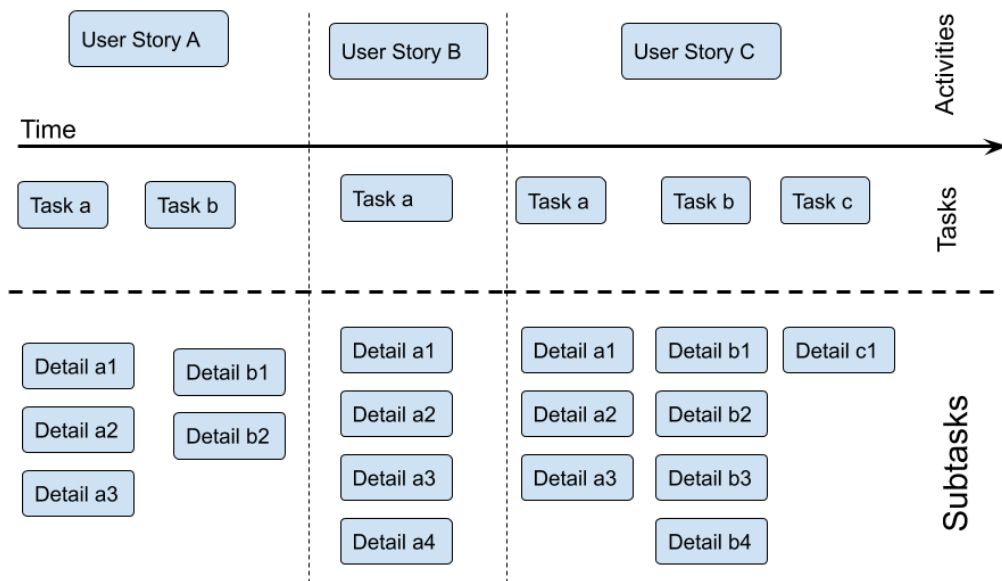 User Story A
User Story B
User Story C
Activities
Time
Task a
Task b
Task a
Task a
Task b
Task c
Tasks
Detail a1
Detail a2
Detail a3
Detail b1
Detail b2
Detail a1
Detail a2
Detail a3
Detail a4
Detail a1
Detail a2
Detail a3
Detail b1
Detail b2
Detail b3
Detail b4
Detail c1
Subtasks